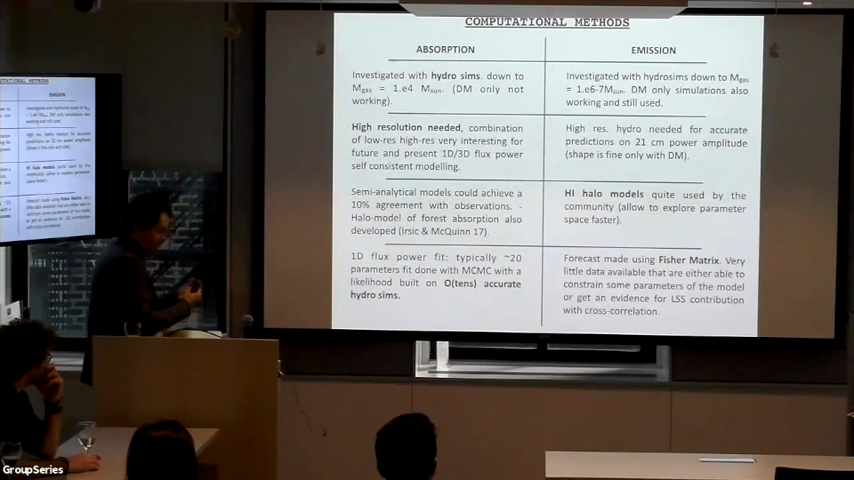 COMPUTATIONAL METHODS
ABSORPTION
Investigated with hydro sims. down to
Mgas = 1.e4 Msun. (DM only not
working).
High resolution needed, combination
of low-res high-res very interesting for
future and present 1D/3D flux power
self consistent modelling.
Semi-analytical models could achieve a
10% agreement with observations. -
Halo-model of forest absorption also
developed (Irsic & McQuinn 17).
1D flux power fit: typically ~20
parameters fit done with MCMC with a
likelihood built on O(tens) accurate
hydro sims.
EMISSION
Investigated with hydrosims down to Mgas
= 1.e6-7Msun. DM only simulations also
working and still used.
High res. hydro needed for accurate
predictions on 21 cm power amplitude
(shape is fine only with DM).
HI halo models quite used by the
community (allow to explore parameter
space faster).
Forecast made using Fisher Matrix. Very
little data available that are either able to
constrain some parameters of the model
or get an evidence for LSS contribution
with cross-correlation.
GroupSeries